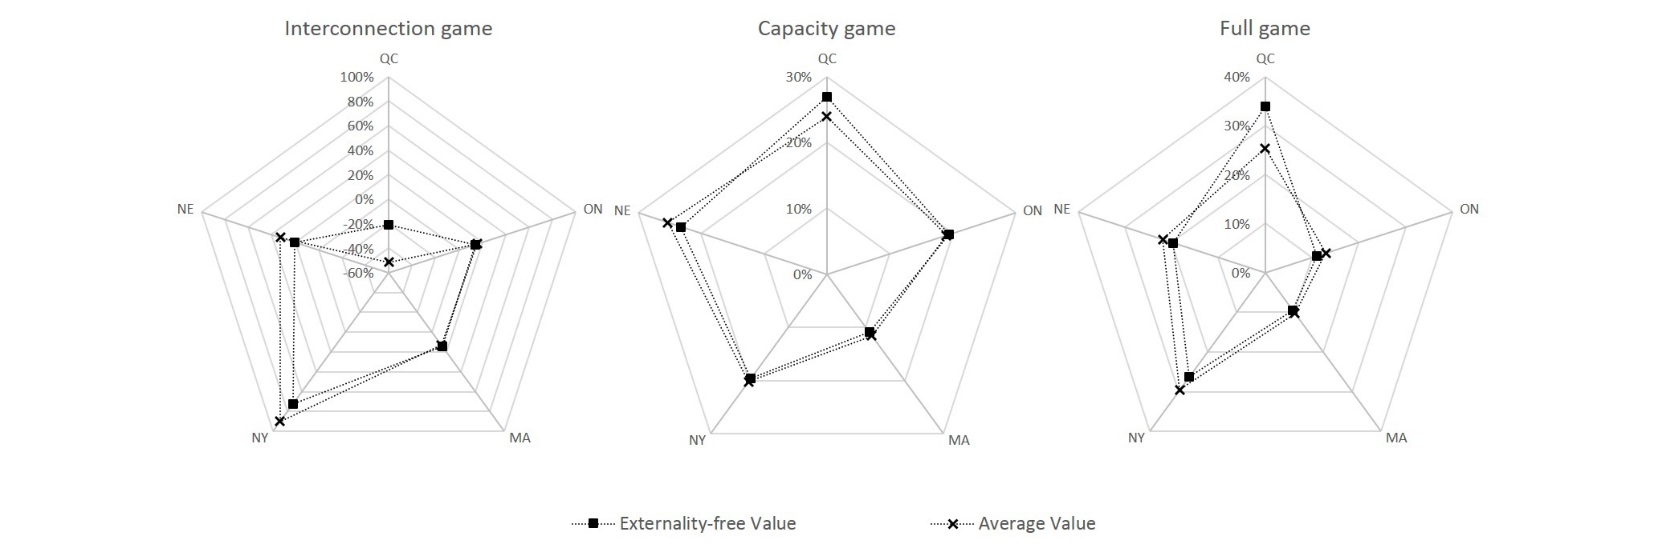 Interconnection game
QC
100%
80%
60%
40%
20%
0%
-20%
-40%
-60%
NE
ON
NY
MA
Capacity game
QC
30%
20%
10%
0%
NE
ON
NY
MA
Full game
QC
40%
30%
20%
10%
0%
NE
ON
NY
MA
Externality-free Value
Average Value